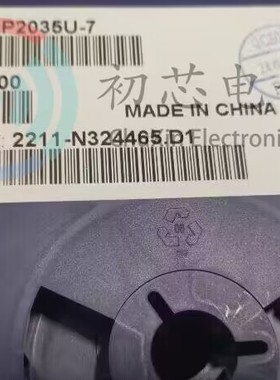 P2035U-7
00
初芯电
MADE IN CHINA
Electroni
2211-N324465.D1